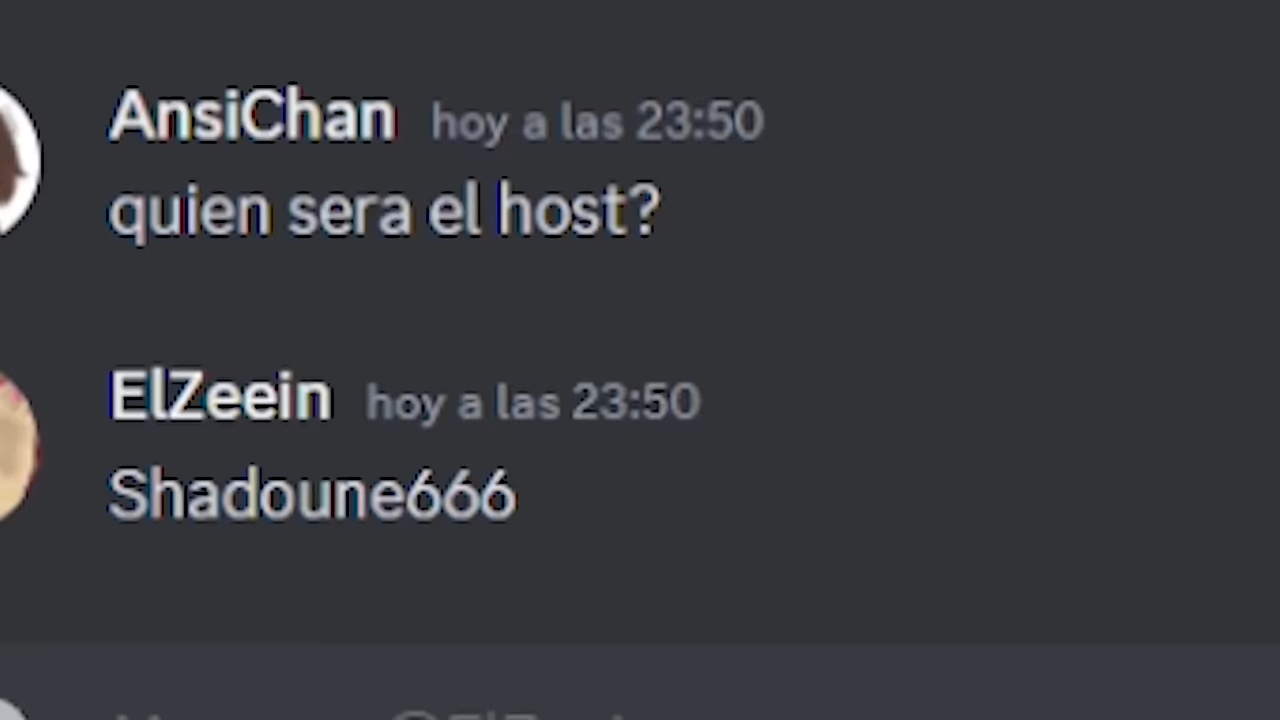 AnsiChan hoy a las 23:50
quien sera el host?
ElZeein hoy a las 23:50
Shadoune666